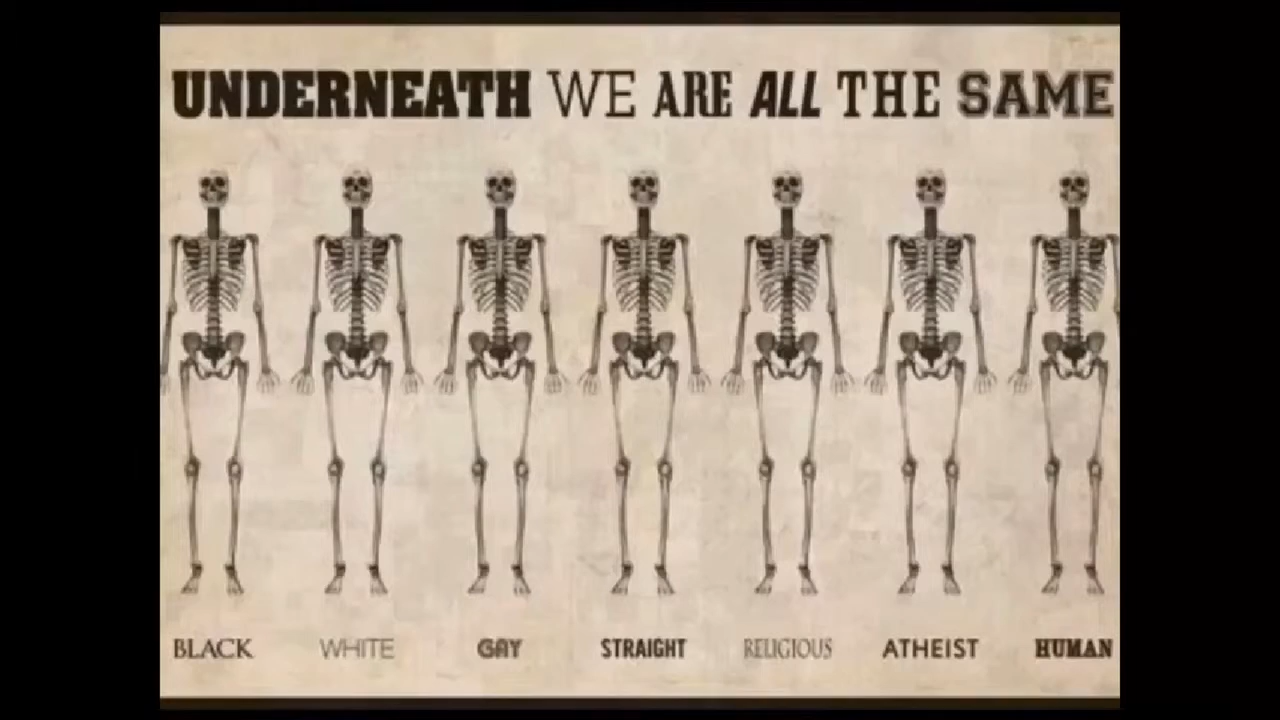 UNDERNEATH WE ARE ALL THE SAME
BLACK WHITE GAY STRAIGHT RELIGIOUS ATHEIST HUMAN